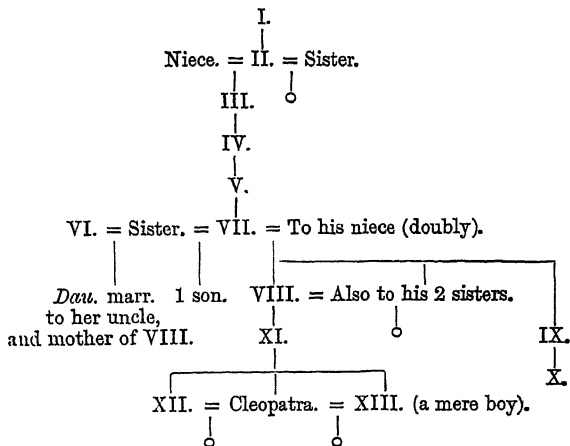 I.
Niece. = II. = Sister.
III.
IV.
V.
VI. = Sister. = VII. = To his niece (doubly).
Dau. marr. 1 son. VIII. = Also to his 2 sisters.
to her uncle,
and mother of VIII. XI. IX.
X.
XII. = Cleopatra. = XIII. (a mere boy).